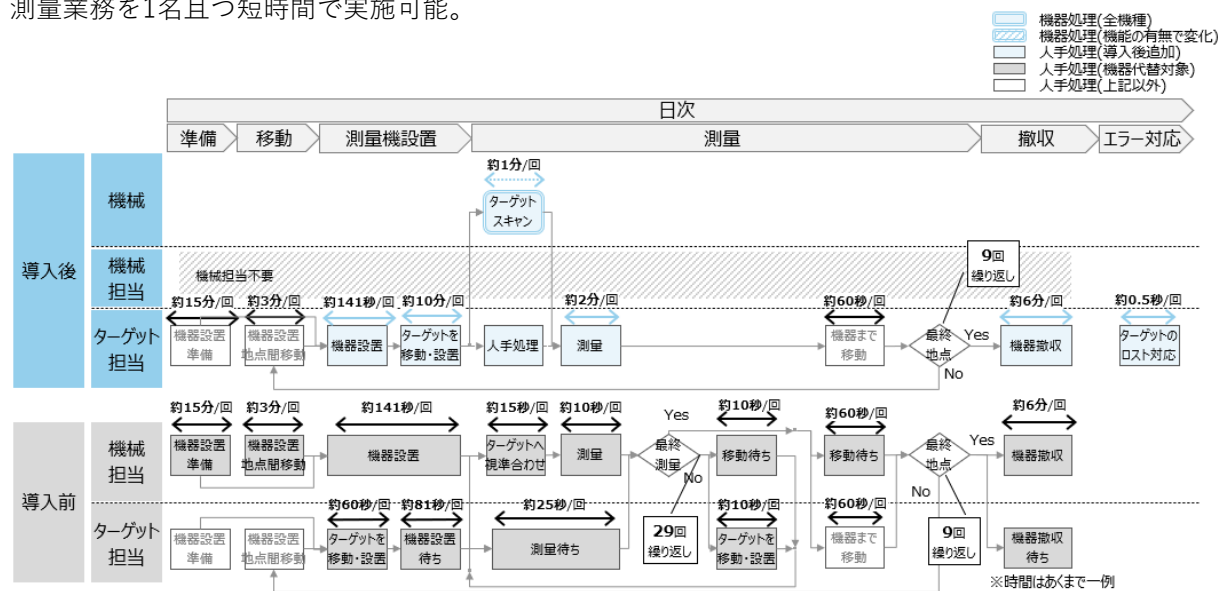 測量業務を1名且つ短時間で実施可能。
機器処理(全機種)
機器処理(機能の有無で変化)
人手処理(導入後追加)
人手処理(機器代替対象)
人手処理(上記以外)
日次
準備
移動
測量機設置
測量
撤収
エラー対応
導入後
機械
約1分/回
ターゲット
スキャン
機械
担当
機械担当不要
9回
繰り返し
ターゲット
担当
約15分/回
約3分/回
約141秒/回
約10分/回
約2分/回
約60秒/回
約6分/回
約0.5秒/回
機器設置
準備
機器設置
地点間移動
機器設置
ターゲットを
移動・設置
人手処理
測量
機器まで
移動
最終
地点
Yes
No
機器撤収
ターゲットの
ロスト対応
導入前
機械
担当
約15分/回
約3分/回
約141秒/回
約15秒/回
約10秒/回
Yes
約10秒/回
約60秒/回
約6分/回
機器設置
準備
機器設置
地点間移動
機器設置
ターゲットへ
視準合わせ
測量
最終
測量
No
移動待ち
移動待ち
最終
地点
Yes
No
機器撤収
ターゲット
担当
約60秒/回
約81秒/回
約25秒/回
約10秒/回
約60秒/回
機器設置
準備
機器設置
地点間移動
ターゲットを
移動・設置
機器設置
待ち
測量待ち
29回
繰り返し
ターゲットを
移動・設置
機器まで
移動
9回
繰り返し
機器撤収
待ち
※時間はあくまで一例